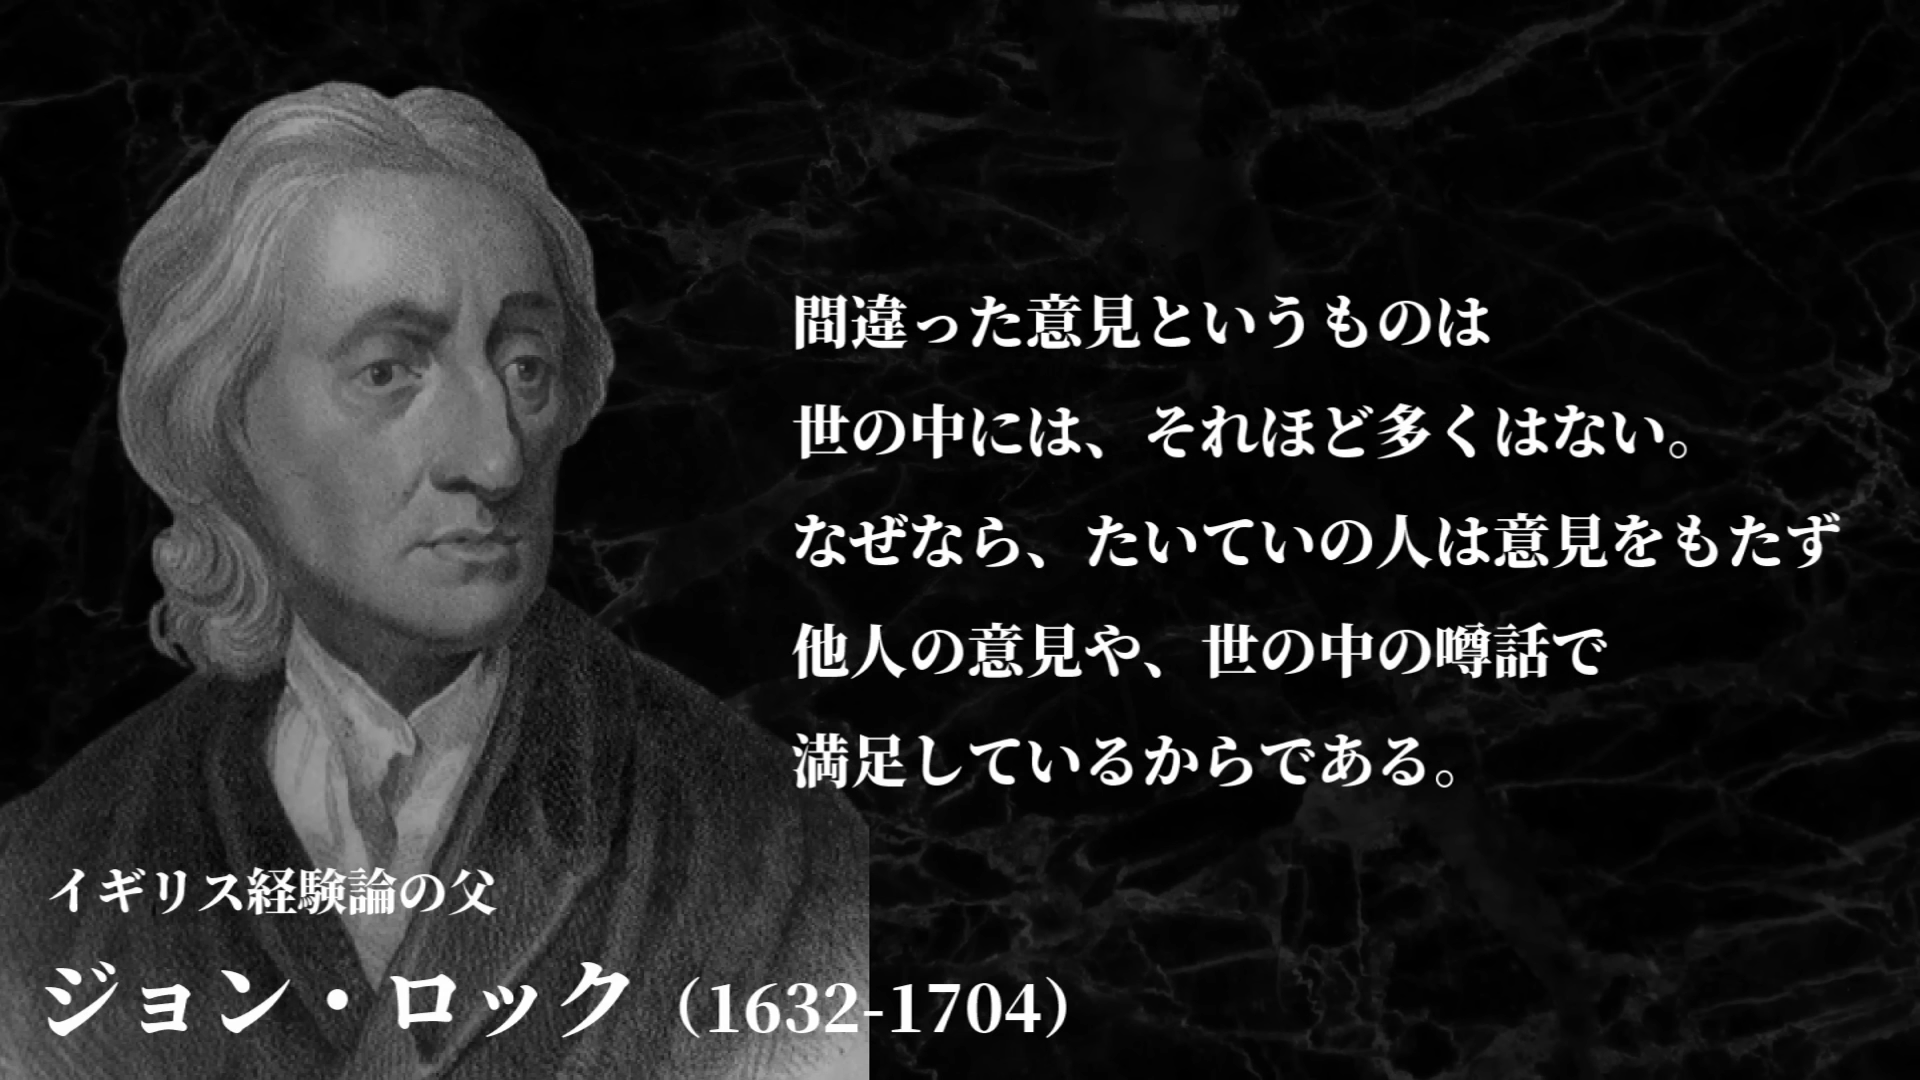 間違った意見というものは
世の中には、それほど多くはない。
なぜなら、たいていの人は意見をもたず
他人の意見や、世の中の噂話で
満足しているからである。
イギリス経験論の父
ジョン・ロック（1632-1704）